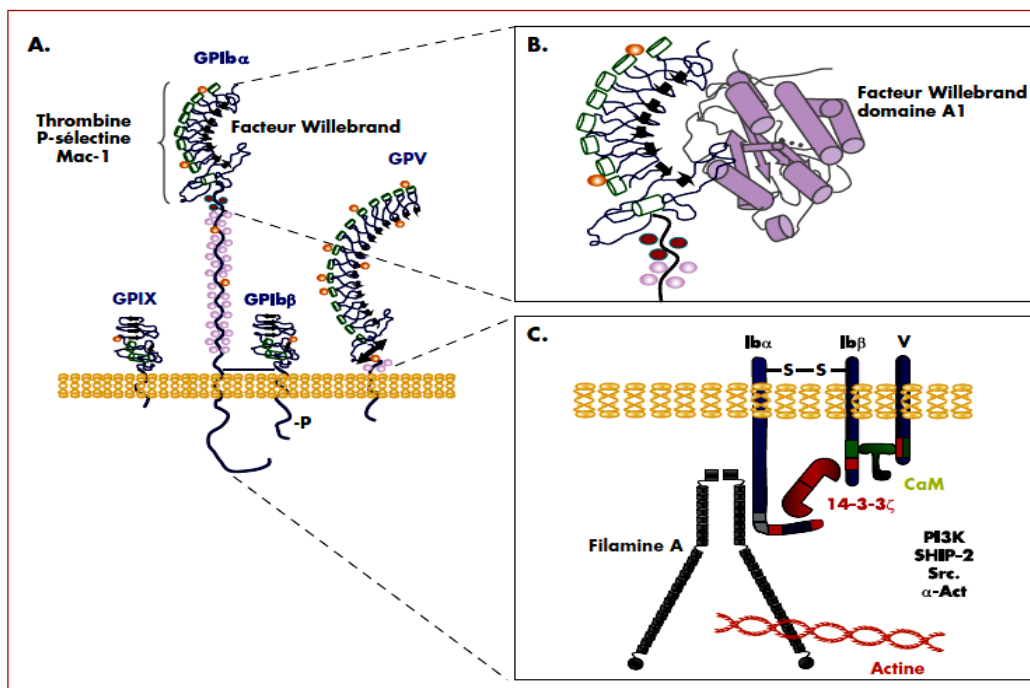 A.
GPIbα
Thrombine
P-sélectine
Mac-1
Facteur Willebrand
GPV
GPIX
GPIbβ
-P
B.
Facteur Willebrand
domaine A1
C.
Ibα
Ibβ
V
S
S
CaM
14-3-3ζ
Filamine A
PI3K
SHIP-2
Src.
α-Act
Actine